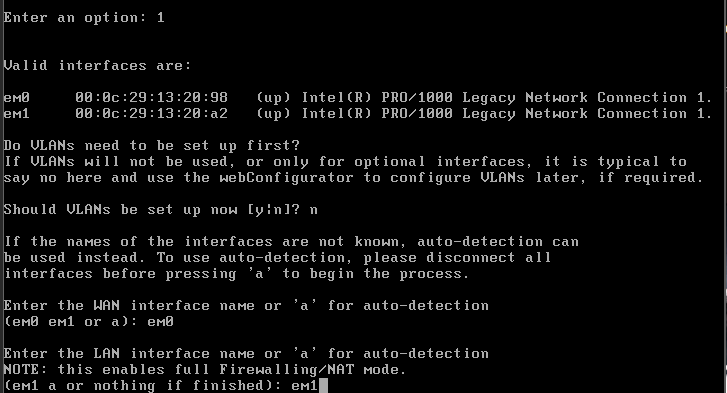 Enter an option: 1
Valid interfaces are:
em0     00:0c:29:13:20:98   (up) Intel(R) PRO/1000 Legacy Network Connection 1.
em1     00:0c:29:13:20:a2   (up) Intel(R) PRO/1000 Legacy Network Connection 1.
Do VLANs need to be set up first?
If VLANs will not be used, or only for optional interfaces, it is typical to
say no here and use the webConfigurator to configure VLANs later, if required.
Should VLANs be set up now [y|n]? n
If the names of the interfaces are not known, auto-detection can
be used instead. To use auto-detection, please disconnect all
interfaces before pressing 'a' to begin the process.
Enter the WAN interface name or 'a' for auto-detection
(em0 em1 or a): em0
Enter the LAN interface name or 'a' for auto-detection
NOTE: this enables full Firewalling/NAT mode.
(em1 a or nothing if finished): em1